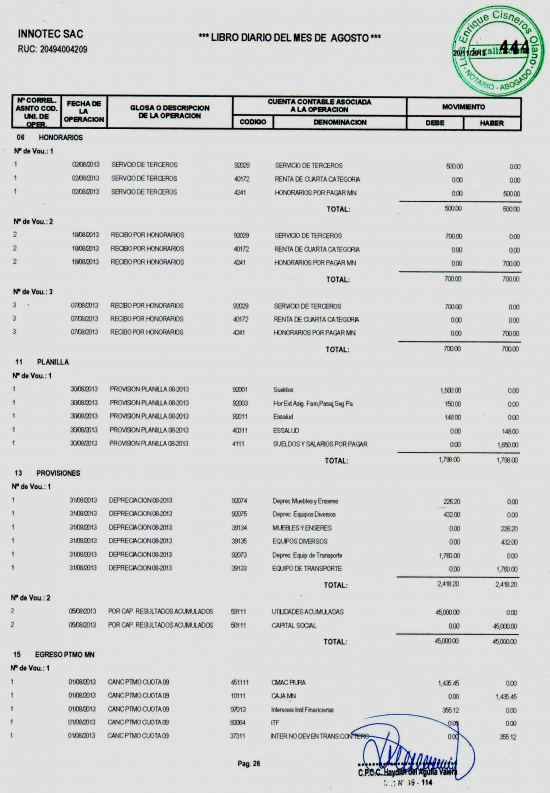 INNOTEC SAC
RUC: 20494004209
*** LIBRO DIARIO DEL MES DE AGOSTO ***
Luis Enrique Cisneros Olano
NOTARIO - ABOGADO
20/11/2013 444
Nº CORREL. ASNTO COD. UNI. DE OPER. FECHA DE LA OPERACION GLOSA O DESCRIPCION DE LA OPERACION CUENTA CONTABLE ASOCIADA A LA OPERACION MOVIMIENTO
CODIGO DENOMINACION DEBE HABER
06 HONORARIOS
Nº de Vou.: 1
1 02/08/2013 SERVCIO DE TERCEROS 92029 SERVICIO DE TERCEROS 500.00 0.00
1 02/08/2013 SERVCIO DE TERCEROS 40172 RENTA DE CUARTA CATEGORIA 0.00 0.00
1 02/08/2013 SERVCIO DE TERCEROS 4241 HONORARIOS POR PAGAR MN 0.00 500.00
TOTAL: 500.00 500.00
Nº de Vou.: 2
2 18/08/2013 RECIBO POR HONORARIOS 92029 SERVICIO DE TERCEROS 700.00 0.00
2 18/08/2013 RECIBO POR HONORARIOS 40172 RENTA DE CUARTA CATEGORIA 0.00 0.00
2 18/08/2013 RECIBO POR HONORARIOS 4241 HONORARIOS POR PAGAR MN 0.00 700.00
TOTAL: 700.00 700.00
Nº de Vou.: 3
3 07/08/2013 RECIBO POR HONORARIOS 92029 SERVICIO DE TERCEROS 700.00 0.00
3 07/08/2013 RECIBO POR HONORARIOS 40172 RENTA DE CUARTA CATEGORIA 0.00 0.00
3 07/08/2013 RECIBO POR HONORARIOS 4241 HONORARIOS POR PAGAR MN 0.00 700.00
TOTAL: 700.00 700.00
11 PLANILLA
Nº de Vou.: 1
1 30/08/2013 PROVISION PLANILLA 08-2013 92001 Sueldos 1,500.00 0.00
1 30/08/2013 PROVISION PLANILLA 08-2013 92003 Hor Ext Asig. Fam,Pasaj,Seg Pa 150.00 0.00
1 30/08/2013 PROVISION PLANILLA 08-2013 92011 Essalud 148.00 0.00
1 30/08/2013 PROVISION PLANILLA 08-2013 40311 ESSALUD 0.00 148.00
1 30/08/2013 PROVISION PLANILLA 08-2013 4111 SUELDOS Y SALARIOS POR PAGAR 0.00 1,650.00
TOTAL: 1,798.00 1,798.00
13 PROVISIONES
Nº de Vou.: 1
1 31/08/2013 DEPRECIACION 08-2013 92074 Deprec. Muebles y Enseres 226.20 0.00
1 31/08/2013 DEPRECIACION 08-2013 92075 Deprec. Equipos Diversos 432.00 0.00
1 31/08/2013 DEPRECIACION 08-2013 39134 MUEBLES Y ENSERES 0.00 226.20
1 31/08/2013 DEPRECIACION 08-2013 39135 EQUIPOS DIVERSOS 0.00 432.00
1 31/08/2013 DEPRECIACION 08-2013 92073 Deprec. Equip de Transporte 1,760.00 0.00
1 31/08/2013 DEPRECIACION 08-2013 39133 EQUIPO DE TRANSPORTE 0.00 1,760.00
TOTAL: 2,418.20 2,418.20
Nº de Vou.: 2
2 05/08/2013 POR CAP. RESULTADOS ACUMULADOS 59111 UTILIDADES ACUMULADAS 45,000.00 0.00
2 05/08/2013 POR CAP. RESULTADOS ACUMULADOS 50111 CAPITAL SOCIAL 0.00 45,000.00
TOTAL: 45,000.00 45,000.00
15 EGRESO PTMO MN
Nº de Vou.: 1
1 01/08/2013 CANC PTMO CUOTA 09 451111 CMAC PIURA 1,435.45 0.00
1 01/08/2013 CANC PTMO CUOTA 09 10111 CAJA MN 0.00 1,435.45
1 01/08/2013 CANC PTMO CUOTA 09 97013 Intereses Inst Financieras 355.12 0.00
1 01/08/2013 CANC PTMO CUOTA 09 92064 ITF 0.05 0.00
1 01/08/2013 CANC PTMO CUOTA 09 37311 INTER.NO DEV.EN TRANS.CON TERO 0.00 355.12
Pag. 26
C.P.C.C. Haydee del Aguila Valera
Nº 19 - 114